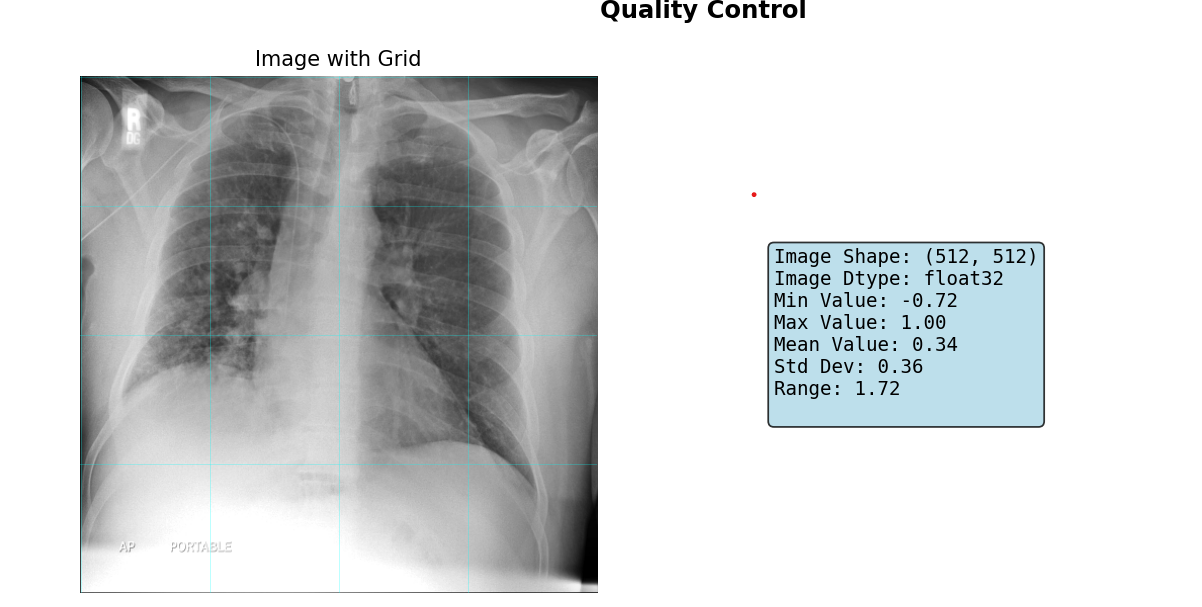 Quality Control
Image with Grid
R
DG
Image Shape: (512, 512)
Image Dtype: float32
Min Value: -0.72
Max Value: 1.00
Mean Value: 0.34
Std Dev: 0.36
Range: 1.72
AP PORTABLE